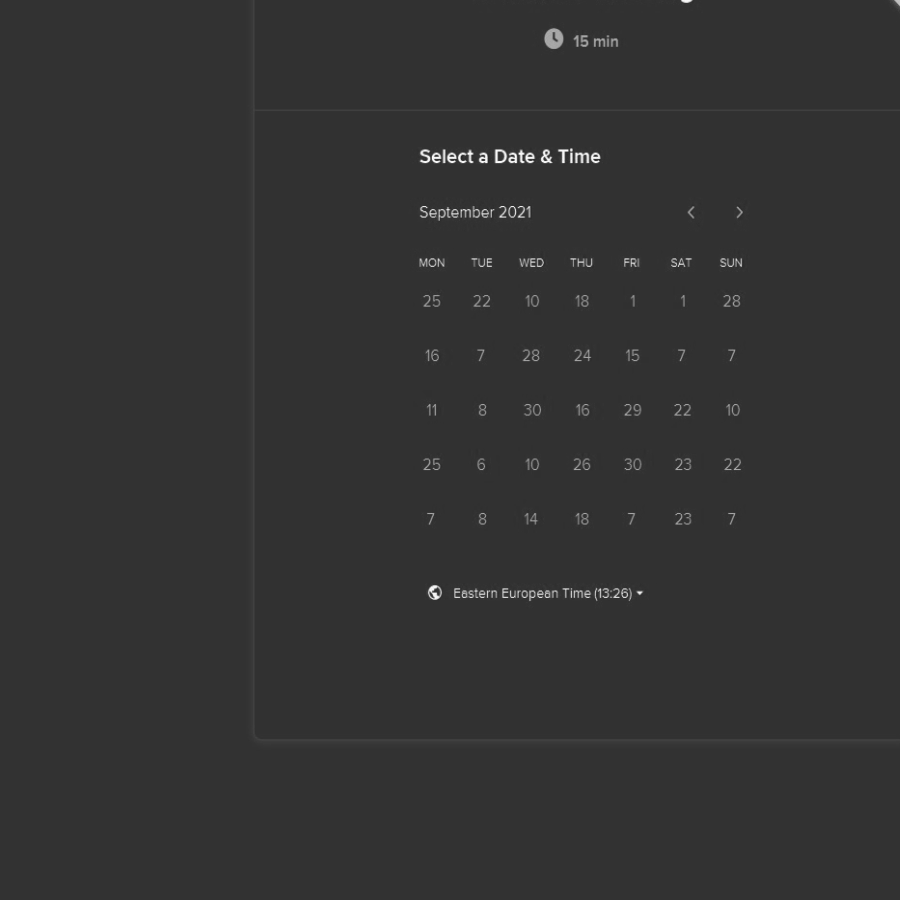 15 min
Select a Date & Time
September 2021
MON TUE WED THU FRI SAT SUN
25 22 10 18 1 1 28
16 7 28 24 15 7 7
11 8 30 16 29 22 10
25 6 10 26 30 23 22
7 8 14 18 7 23 7
Eastern European Time (13:26)